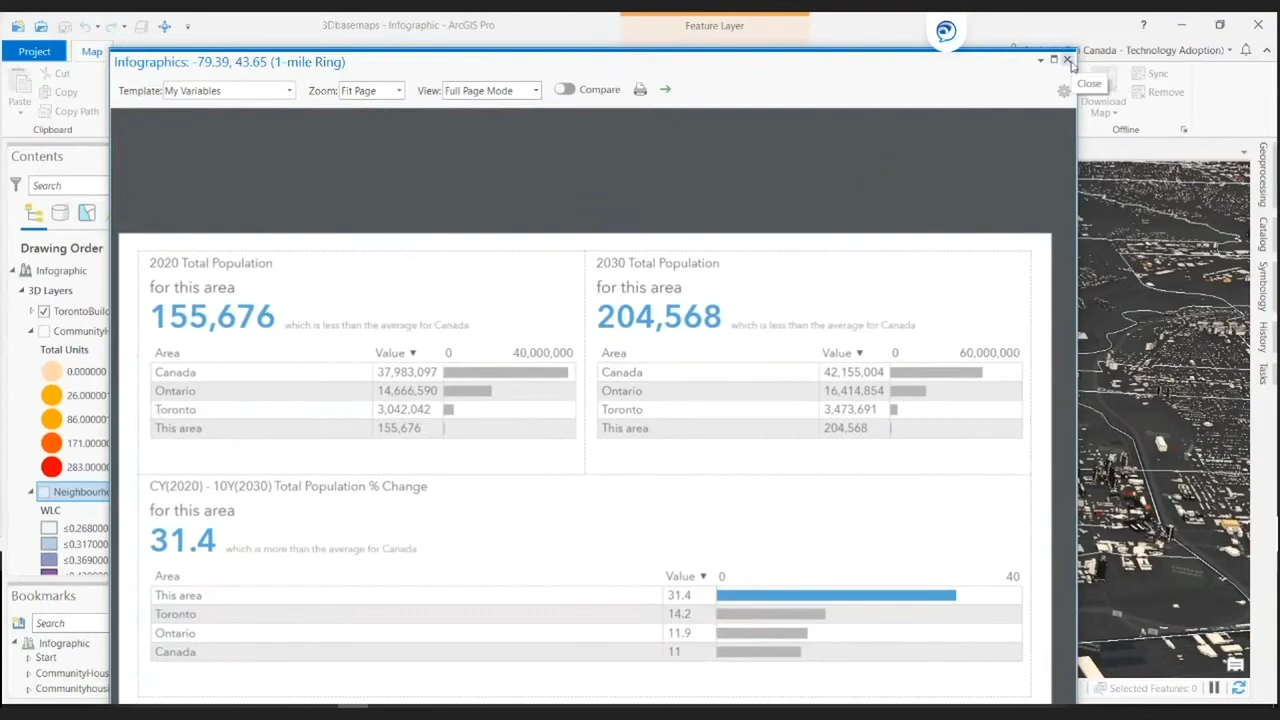 3Dbasemaps - Infographic - ArcGIS Pro
Feature Layer
?
Project
Map
Canada - Technology Adoption)
Infographics: -79.39, 43.65 (1-mile Ring)
Close
Template: My Variables
Zoom: Fit Page
View: Full Page Mode
Compare
Paste
Cut
Copy
Copy Path
Clipboard
Download
Map
Sync
Remove
Offline
Contents
Search
Drawing Order
Infographic
3D Layers
TorontoBuil
CommunityH
Total Units
0.000000
26.00000
86.00000
171.0000
283.0000
Neighbourh
WLC
≤0.268000
≤0.317000
≤0.369000
Bookmarks
Search
Infographic
Start
CommunityHous
Communityhous
2020 Total Population
for this area
155,676 which is less than the average for Canada
Area Value ▼ 0 40,000,000
Canada 37,983,097
Ontario 14,666,590
Toronto 3,042,042
This area 155,676
2030 Total Population
for this area
204,568 which is less than the average for Canada
Area Value ▼ 0 60,000,000
Canada 42,155,004
Ontario 16,414,854
Toronto 3,473,691
This area 204,568
CY(2020) - 10Y(2030) Total Population % Change
for this area
31.4 which is more than the average for Canada
Area Value ▼ 0 40
This area 31.4
Toronto 14.2
Ontario 11.9
Canada 11
Geoprocessing
Catalog
Symbology
History
Tasks
Selected Features: 0